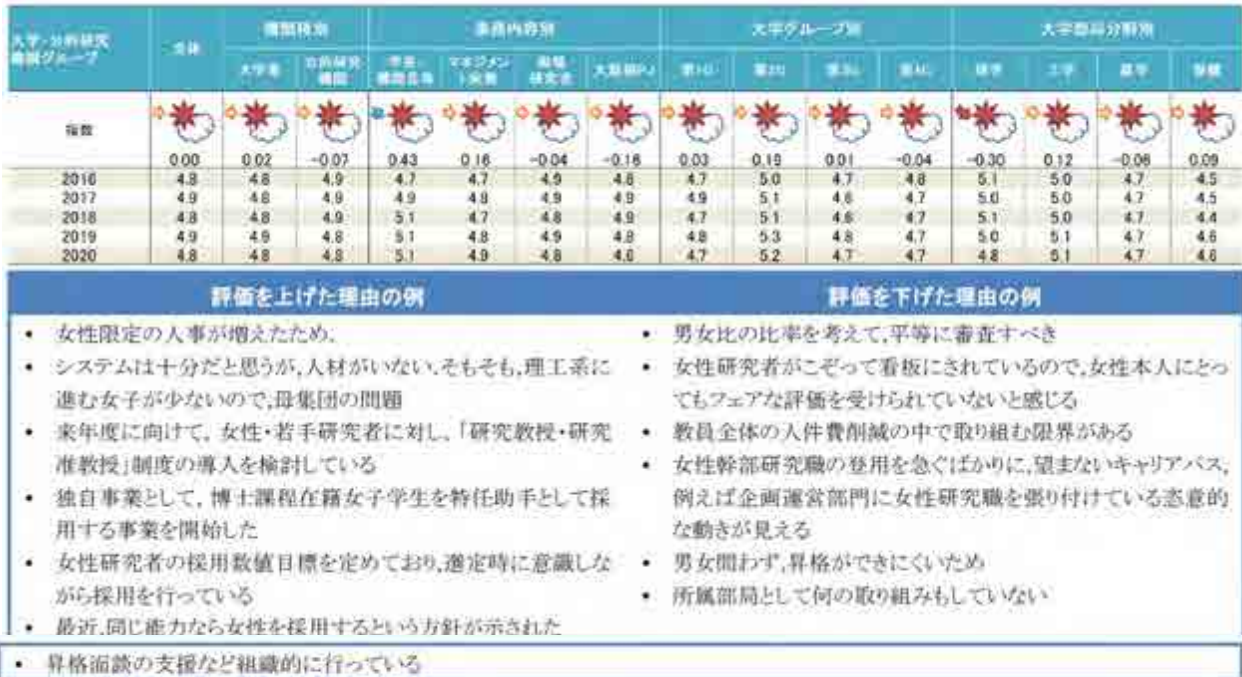 大学・公的研究機関グループ 全体 機関種別 業務内容別 大学グループ別 大学部局分野別
大学等 公的研究機関 学長・機関長等 マネジメント実務 現場研究者 大規模PJ 第1G 第2G 第3G 第4G 理学 工学 農学 保健
指数
0.00 0.02 -0.07 0.43 0.16 -0.04 -0.16 0.03 0.19 0.01 -0.04 -0.30 0.12 -0.06 0.09
2016 4.8 4.8 4.9 4.7 4.7 4.9 4.8 4.7 5.0 4.7 4.8 5.1 5.0 4.7 4.5
2017 4.9 4.8 4.9 4.9 4.8 4.9 4.9 4.9 5.1 4.6 4.7 5.0 5.0 4.7 4.5
2018 4.8 4.8 4.9 5.1 4.7 4.8 4.9 4.7 5.1 4.6 4.7 5.1 5.0 4.7 4.4
2019 4.9 4.9 4.8 5.1 4.8 4.9 4.8 4.8 5.3 4.8 4.7 5.0 5.1 4.7 4.6
2020 4.8 4.8 4.8 5.1 4.9 4.8 4.6 4.7 5.2 4.7 4.7 4.8 5.1 4.7 4.6
評価を上げた理由の例
• 女性限定の人事が増えたため.
• システムは十分だと思うが,人材がいない.そもそも,理工系に
進む女子が少ないので,母集団の問題
• 来年度に向けて, 女性・若手研究者に対し, 「研究教授・研究
准教授」制度の導入を検討している
• 独自事業として, 博士課程在籍女子学生を特任助手として採
用する事業を開始した
• 女性研究者の採用数値目標を定めており,選定時に意識しな
がら採用を行っている
• 最近,同じ能力なら女性を採用するという方針が示された
• 昇格面談の支援など組織的に行っている
評価を下げた理由の例
• 男女比の比率を考えて,平等に審査すべき
• 女性研究者がこぞって看板にされているので,女性本人にとっ
てもフェアな評価を受けられていないと感じる
• 教員全体の人件費削減の中で取り組む限界がある
• 女性幹部研究職の登用を急ぐばかりに,望まないキャリアパス,
例えば企画運営部門に女性研究職を張り付けている恣意的
な動きが見える
• 男女問わず,昇格ができにくいため
• 所属部局として何の取り組みもしていない